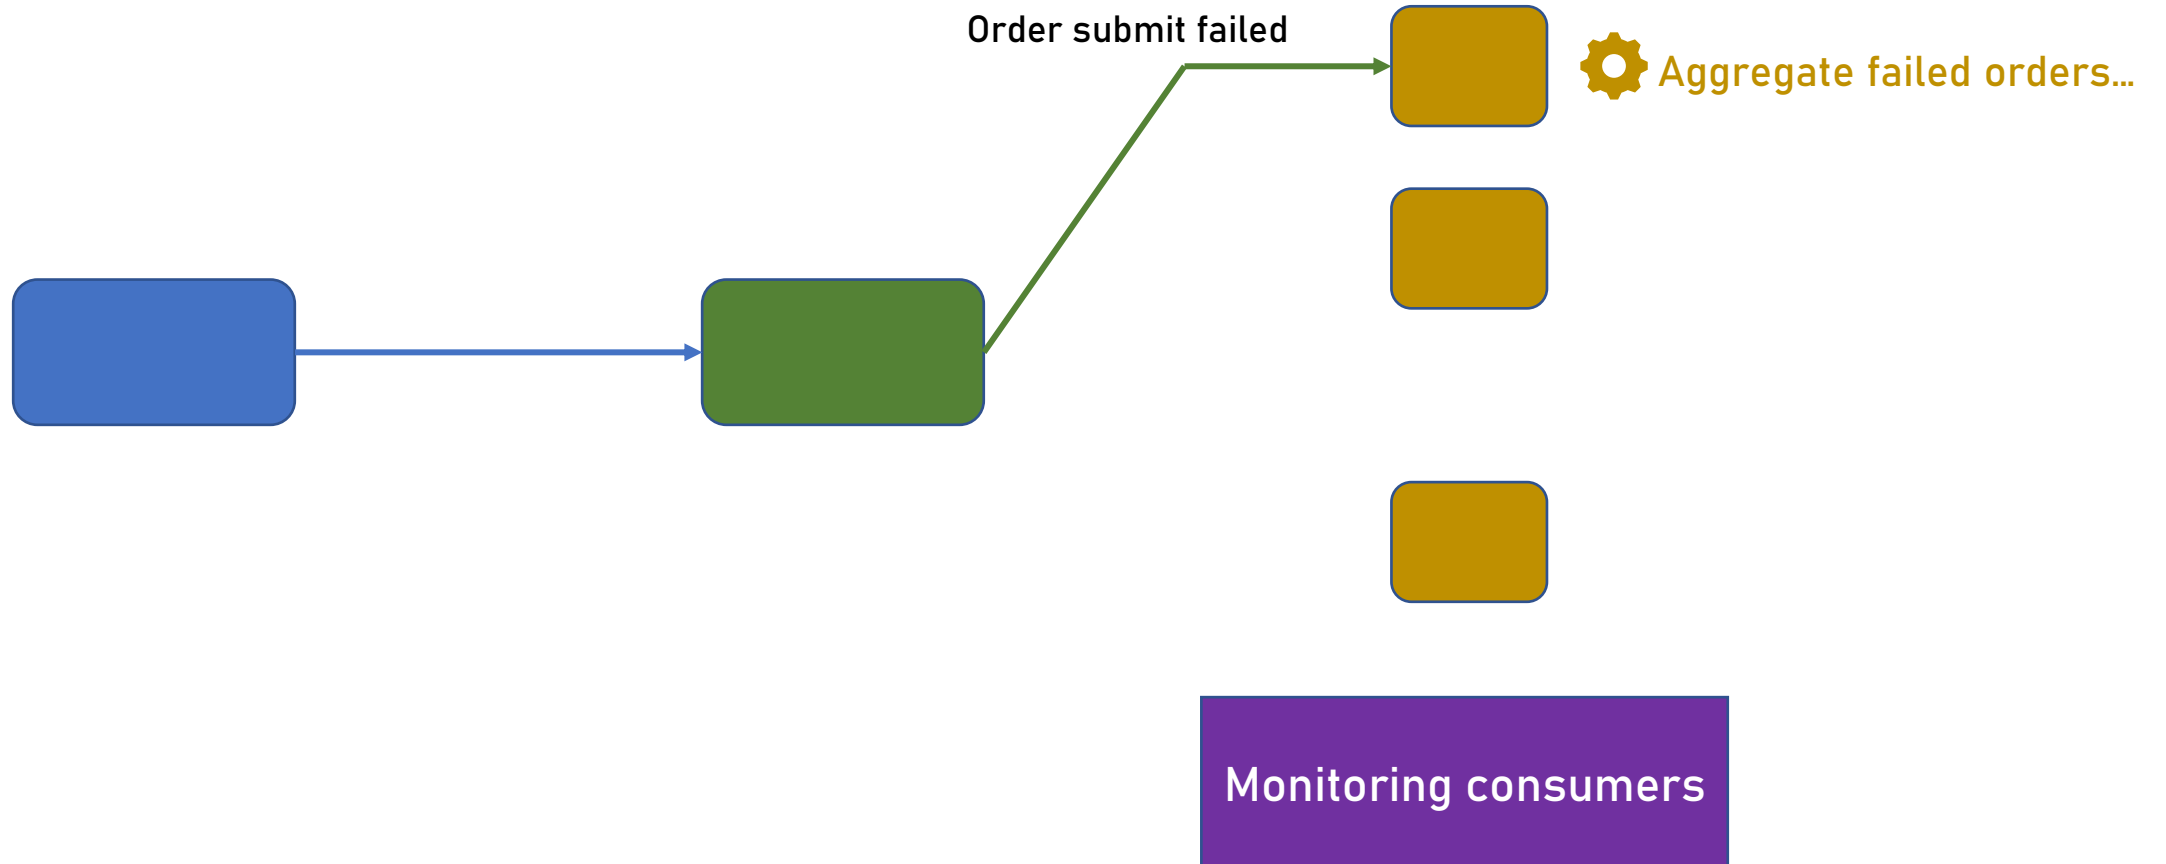 Order submit failed
Aggregate failed orders...
Monitoring consumers